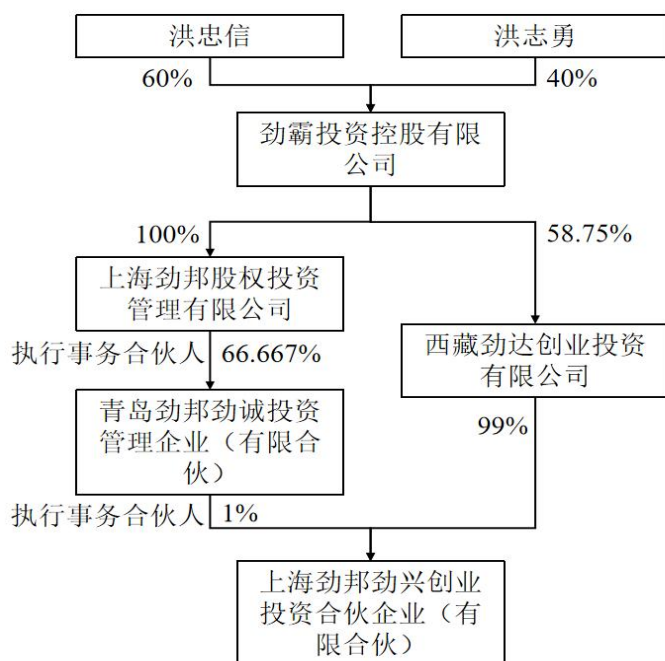 洪忠信
洪志勇
60%
40%
劲霸投资控股有限
公司
100%
58.75%
上海劲邦股权投资
管理有限公司
执行事务合伙人
66.667%
西藏劲达创业投资
有限公司
青岛劲邦劲诚投资
管理企业（有限合
伙）
99%
执行事务合伙人
1%
上海劲邦劲兴创业
投资合伙企业（有
限合伙）